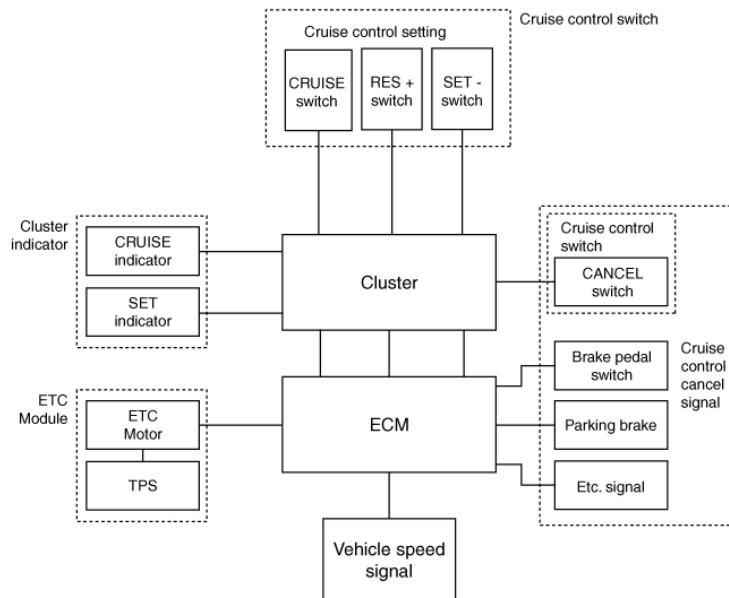 Cruise control switch
Cruise control setting
CRUISE
switch
RES +
switch
SET -
switch
Cluster
indicator
CRUISE
indicator
SET
indicator
Cluster
Cruise control
switch
CANCEL
switch
Brake pedal
switch
Cruise
control
cancel
signal
ETC
Module
ETC
Motor
TPS
ECM
Parking brake
Etc. signal
Vehicle speed
signal